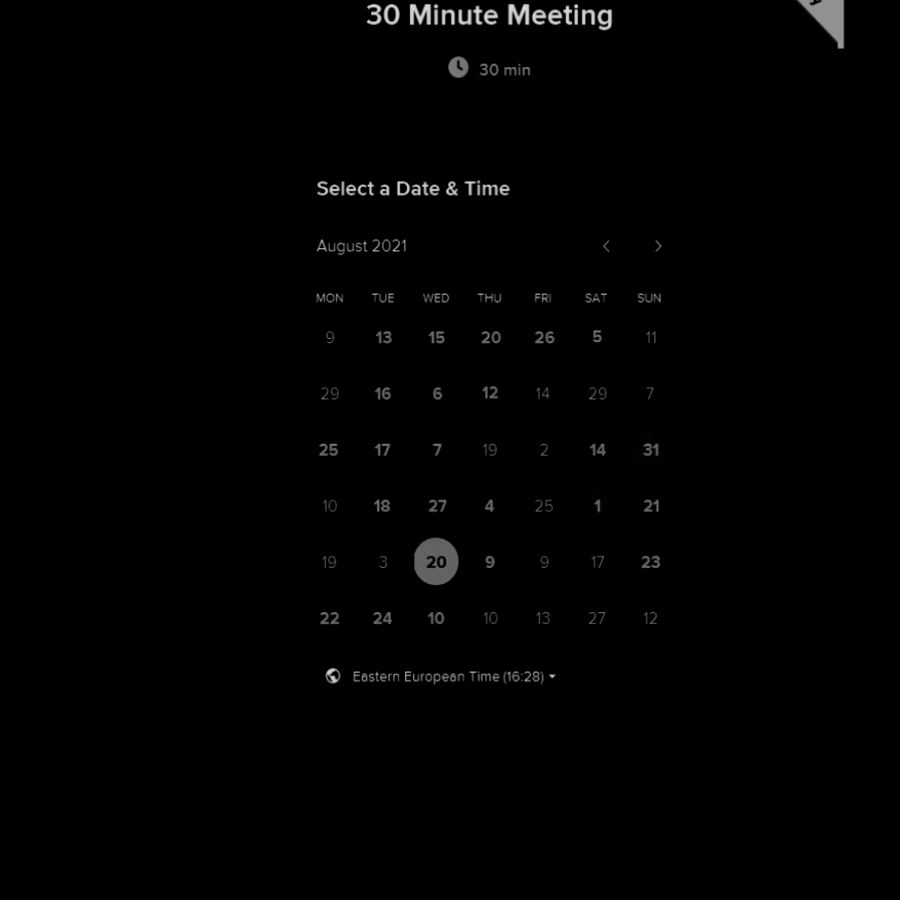 30 Minute Meeting
30 min
Select a Date & Time
August 2021
MON TUE WED THU FRI SAT SUN
9 13 15 20 26 5 11
29 16 6 12 14 29 7
25 17 7 19 2 14 31
10 18 27 4 25 1 21
19 3 20 9 9 17 23
22 24 10 10 13 27 12
Eastern European Time (16:28)